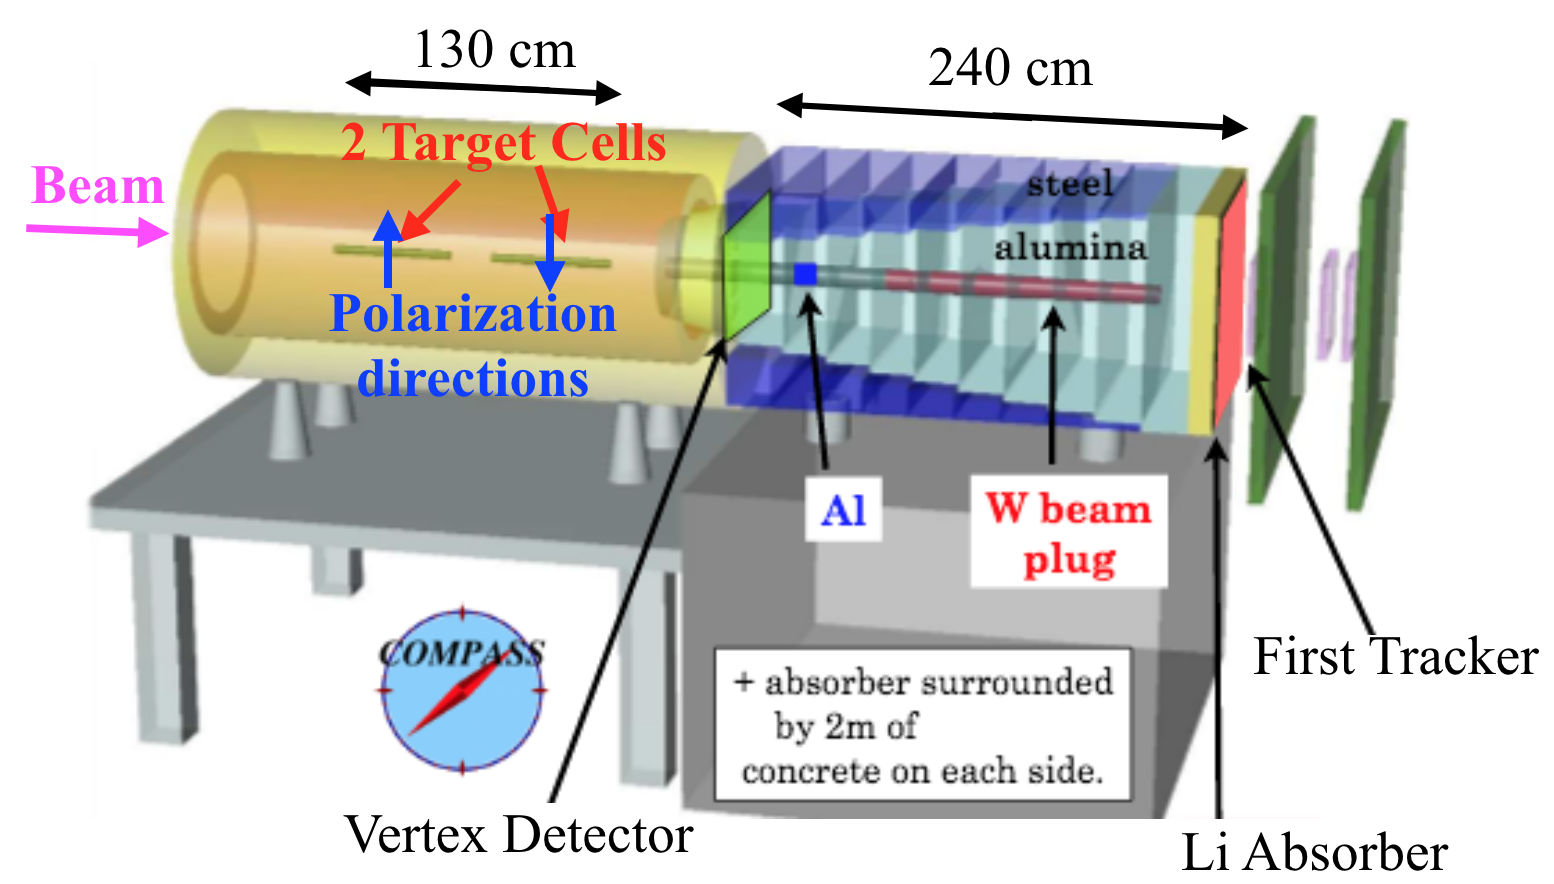 130 cm
240 cm
2 Target Cells
Beam
steel
alumina
Polarization
directions
Al
W beam
plug
COMPASS
First Tracker
+ absorber surrounded
by 2m of
concrete on each side.
Vertex Detector
Li Absorber